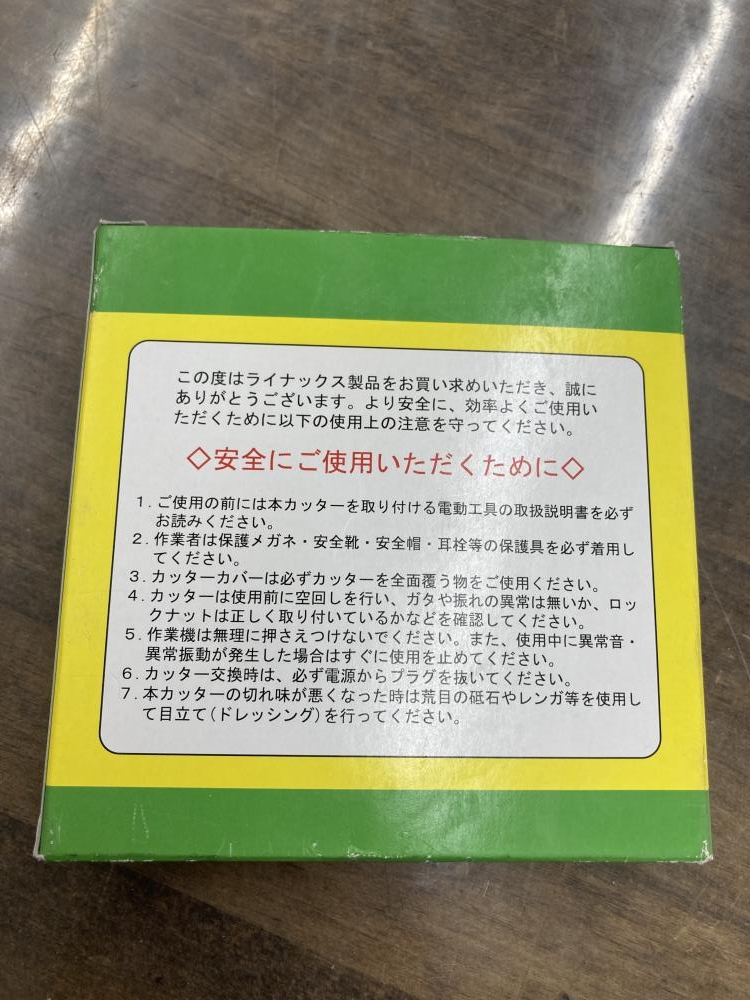 この度はライナックス製品をお買い求めいただき、誠に
ありがとうございます。より安全に、効率よくご使用い
ただくために以下の使用上の注意を守ってください。
◇安全にご使用いただくために◇
1．ご使用の前には本カッターを取り付ける電動工具の取扱説明書を必ず
お読みください。
2．作業者は保護メガネ・安全靴・安全帽・耳栓等の保護具を必ず着用し
てください。
3．カッターカバーは必ずカッターを全面覆う物をご使用ください。
4．カッターは使用前に空回しを行い、ガタや振れの異常は無いか、ロッ
クナットは正しく取り付いているかなどを確認してください。
5．作業機は無理に押さえつけないでください。また、使用中に異常音・
異常振動が発生した場合はすぐに使用を止めてください。
6．カッター交換時は、必ず電源からプラグを抜いてください。
7．本カッターの切れ味が悪くなった時は荒目の砥石やレンガ等を使用し
て目立て(ドレッシング)を行ってください。